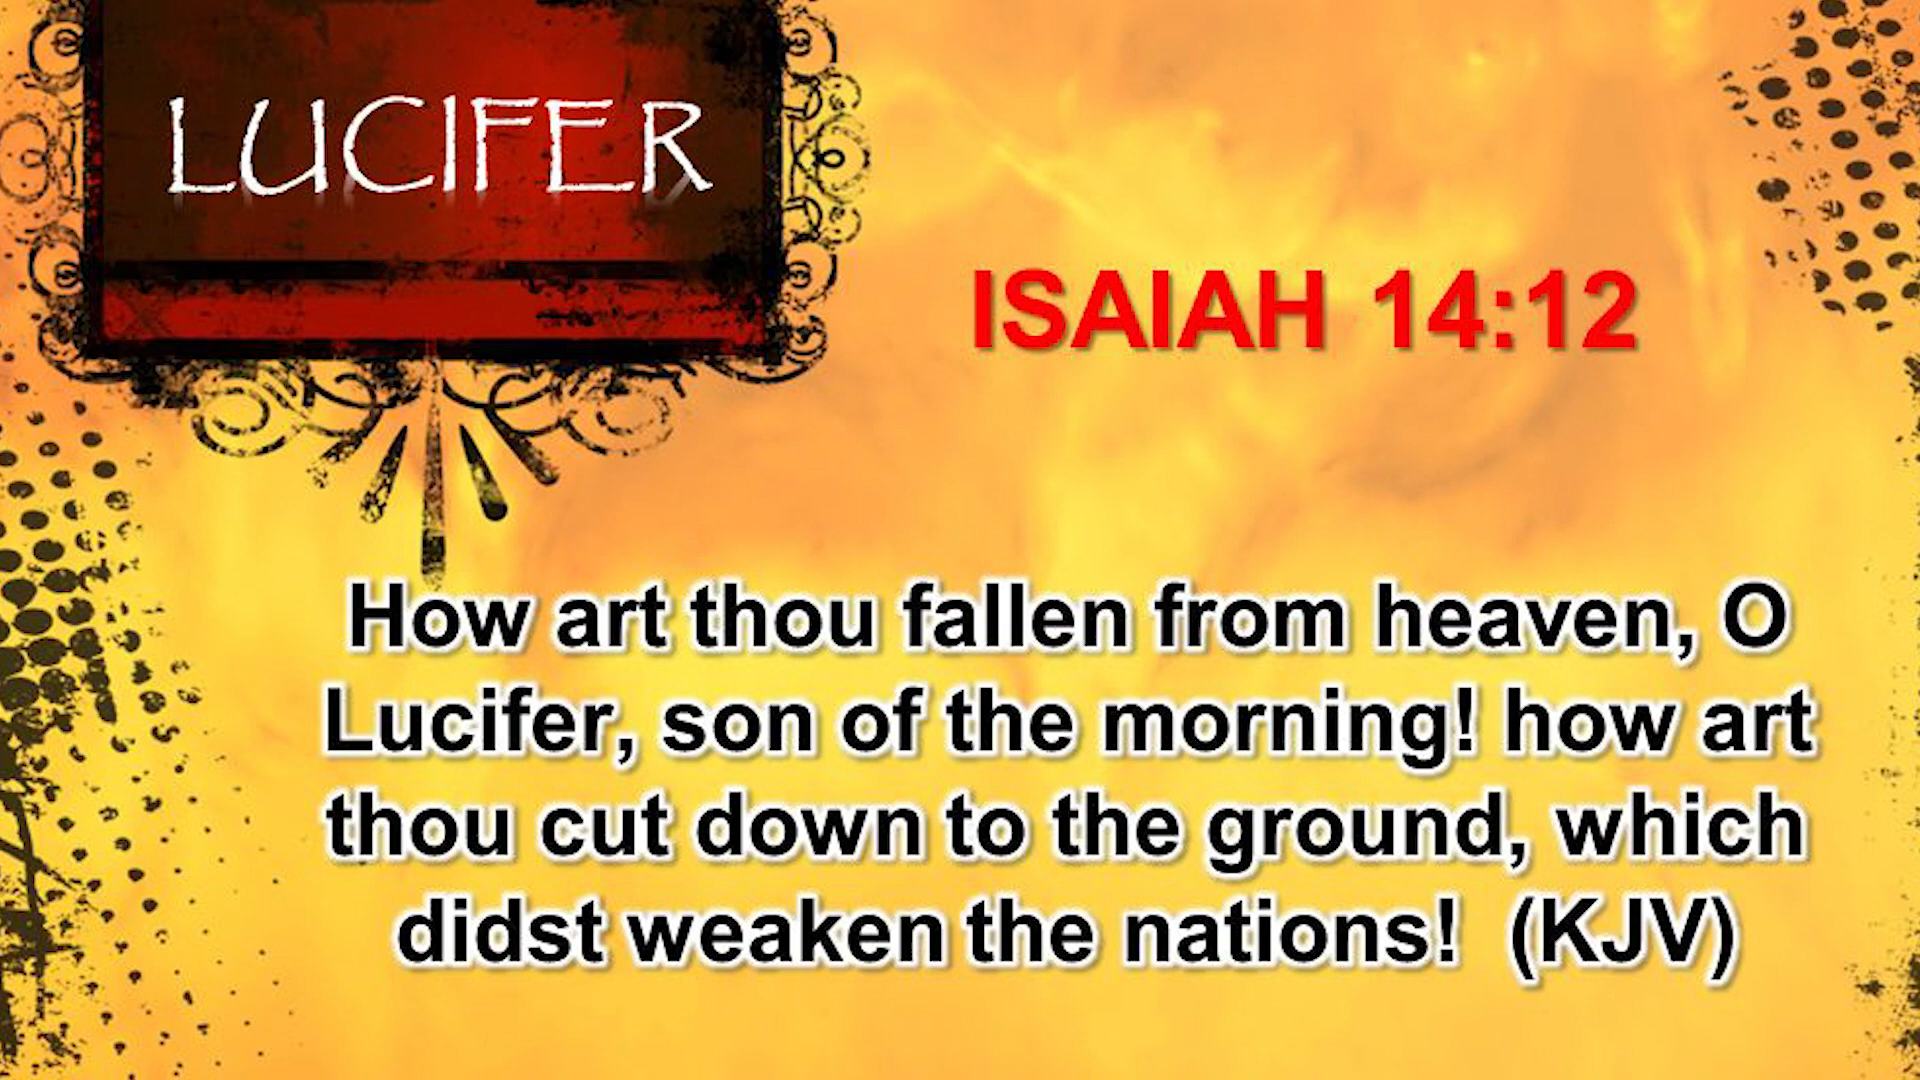 LUCIFER
ISAIAH 14:12
How art thou fallen from heaven, O
Lucifer, son of the morning! how art
thou cut down to the ground, which
didst weaken the nations!  (KJV)